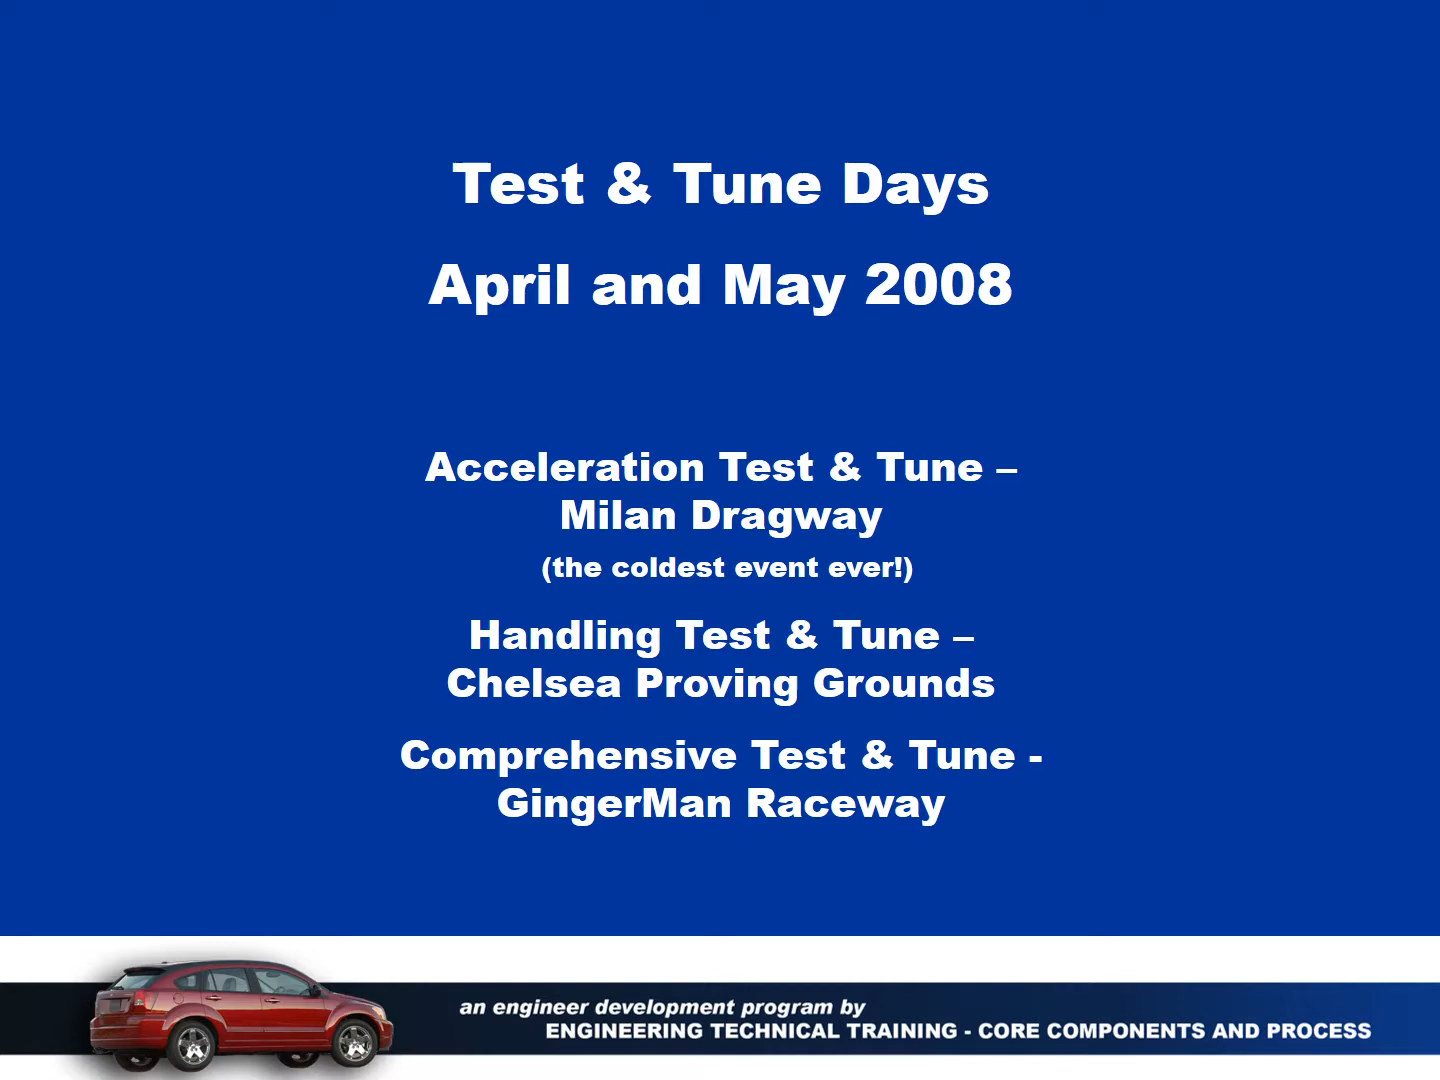 Test & Tune Days
April and May 2008
Acceleration Test & Tune –
Milan Dragway
(the coldest event ever!)
Handling Test & Tune –
Chelsea Proving Grounds
Comprehensive Test & Tune -
GingerMan Raceway
an engineer development program by
ENGINEERING TECHNICAL TRAINING - CORE COMPONENTS AND PROCESS